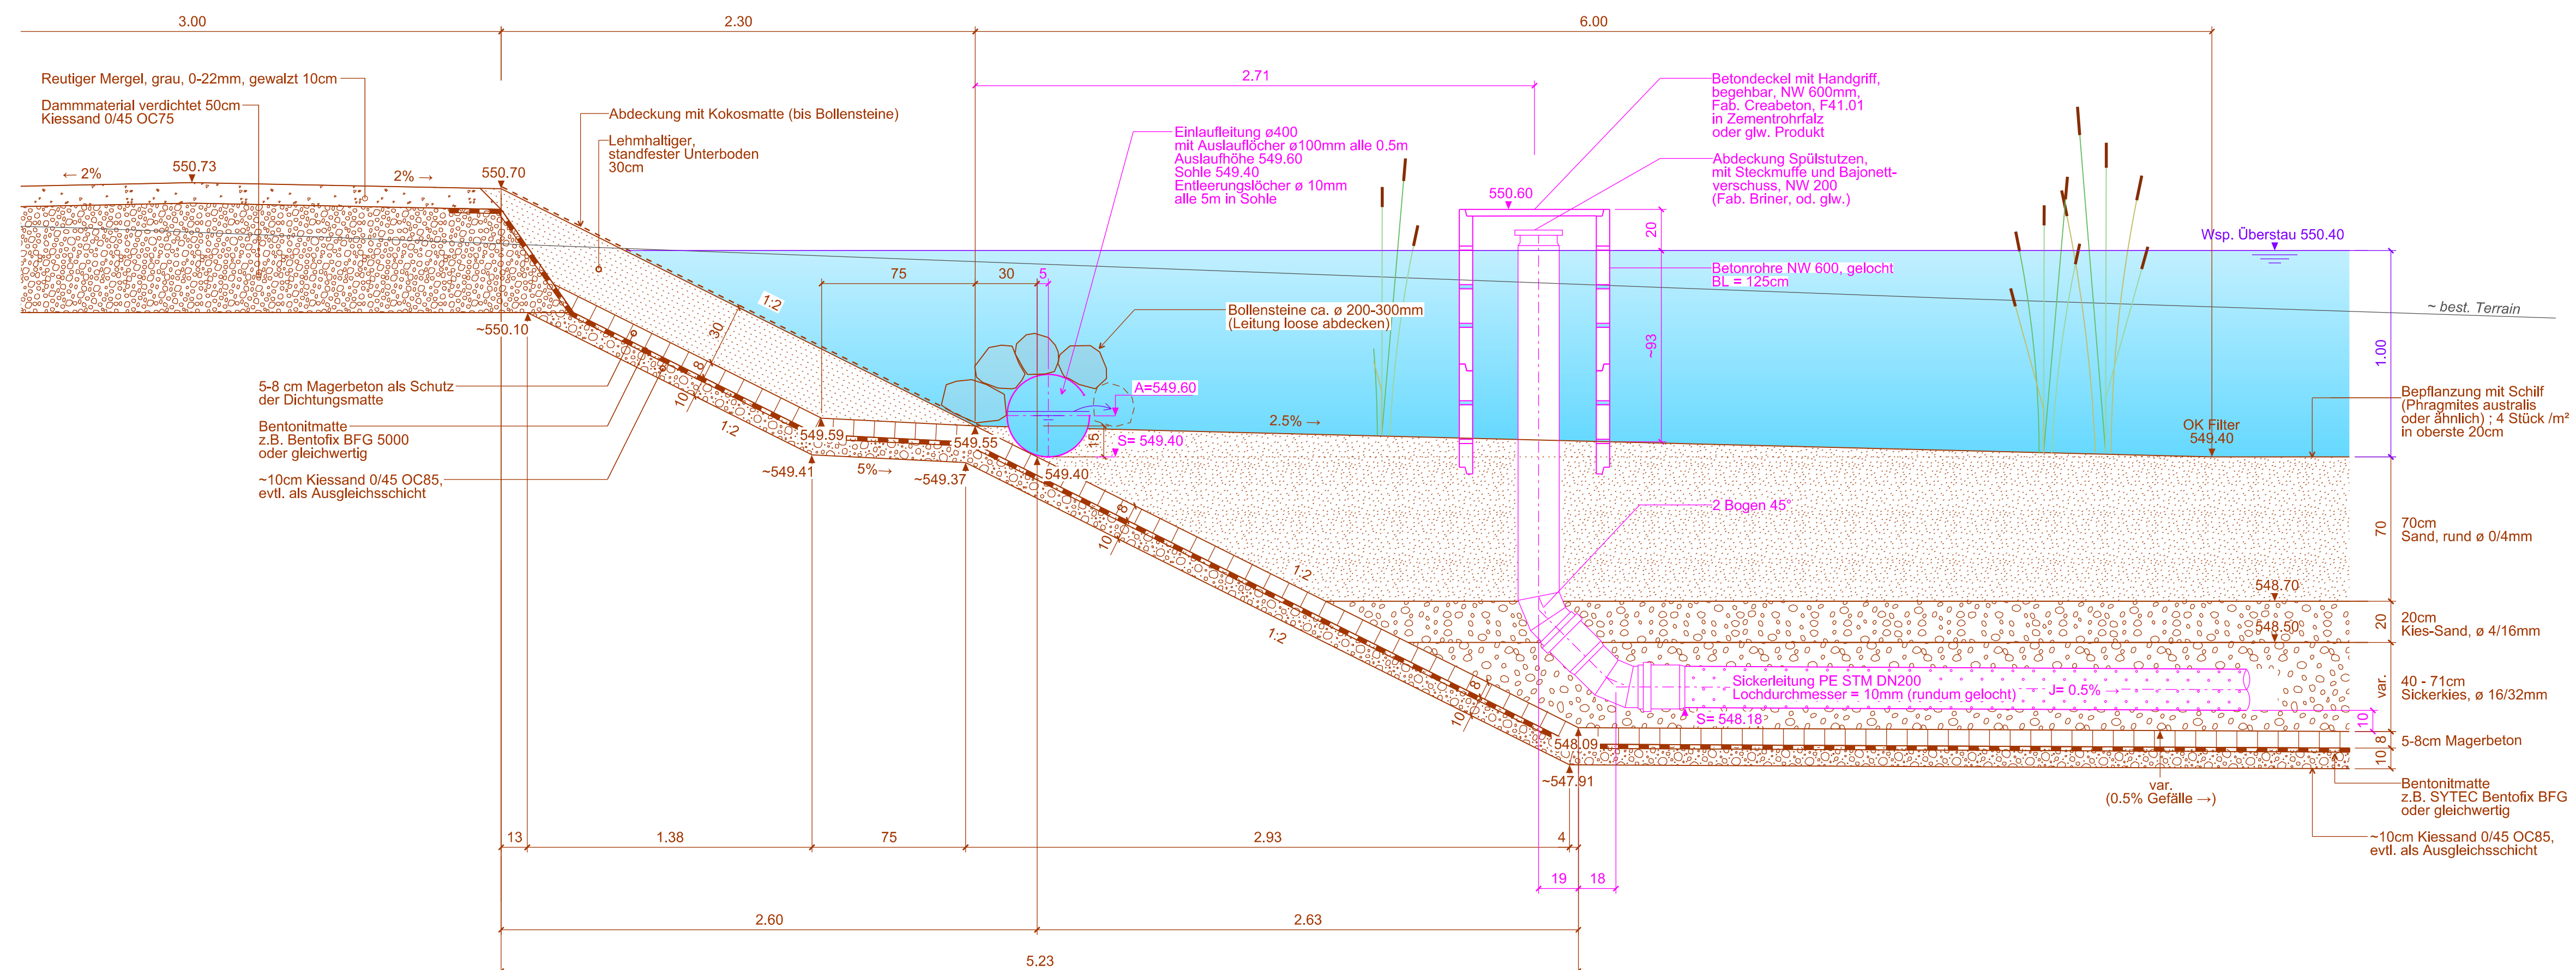 3.00
2.30
6.00
2.71
Reutiger Mergel, grau, 0-22mm, gewalzt 10cm
Dammmaterial verdichtet 50cm
Kiessand 0/45 OC75
Abdeckung mit Kokosmatte (bis Bollensteine)
Lehmhaltiger,
standfester Unterboden
30cm
Einlaufleitung ø400
mit Auslauflöcher ø100mm alle 0.5m
Auslaufhöhe 549.60
Sohle 549.40
Entleerungslöcher ø 10mm
alle 5m in Sohle
Betondeckel mit Handgriff,
begehbar, NW 600mm,
Fab. Creabeton, F41.01
in Zementrohrfalz
oder glw. Produkt
Abdeckung Spülstutzen,
mit Steckmuffe und Bajonett-
verschuss, NW 200
(Fab. Briner, od. glw.)
← 2%
550.73
2% →
550.70
550.60
20
Wsp. Überstau 550.40
75
30
5
Betonrohre NW 600, gelocht
BL = 125cm
1:2
Bollensteine ca. ø 200-300mm
(Leitung loose abdecken)
~ best. Terrain
~550.10
30
~93
1.00
5-8 cm Magerbeton als Schutz
der Dichtungsmatte
8
10
1:2
A=549.60
2.5% →
Bepflanzung mit Schilf
(Phragmites australis
oder ähnlich) ; 4 Stück /m²
in oberste 20cm
Bentonitmatte
z.B. Bentofix BFG 5000
oder gleichwertig
549.59
549.55
15
S= 549.40
OK Filter
549.40
~549.41
5%→
~549.37
549.40
~10cm Kiessand 0/45 OC85,
evtl. als Ausgleichsschicht
8
10
2 Bogen 45°
70
70cm
Sand, rund ø 0/4mm
1:2
1:2
548.70
20
20cm
Kies-Sand, ø 4/16mm
548.50
8
10
Sickerleitung PE STM DN200
Lochdurchmesser = 10mm (rundum gelocht)
J= 0.5% →
var.
40 - 71cm
Sickerkies, ø 16/32mm
S= 548.18
10
548.09
8
5-8cm Magerbeton
10
~547.91
var.
(0.5% Gefälle →)
Bentonitmatte
z.B. SYTEC Bentofix BFG
oder gleichwertig
~10cm Kiessand 0/45 OC85,
evtl. als Ausgleichsschicht
13
1.38
75
2.93
4
19
18
2.60
2.63
5.23